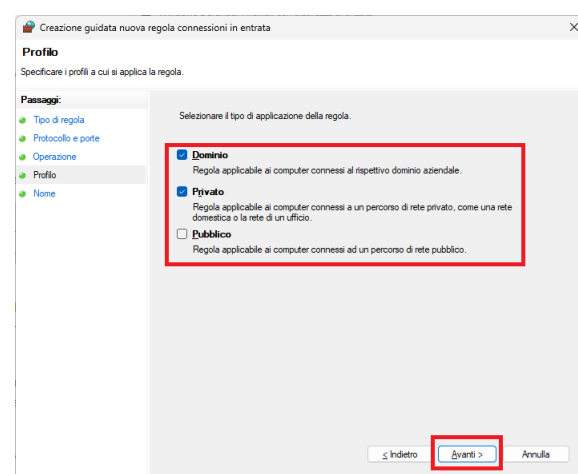 Creazione guidata nuova regola connessioni in entrata
Profilo
Specificare i profili a cui si applica la regola.
Passaggi:
Tipo di regola
Protocollo e porte
Operazione
Profilo
Nome
Selezionare il tipo di applicazione della regola.
Dominio
Regola applicabile ai computer connessi al rispettivo dominio aziendale.
Privato
Regola applicabile ai computer connessi a un percorso di rete privato, come una rete
domestica o la rete di un ufficio.
Pubblico
Regola applicabile ai computer connessi ad un percorso di rete pubblico.
< Indietro
Avanti >
Annulla